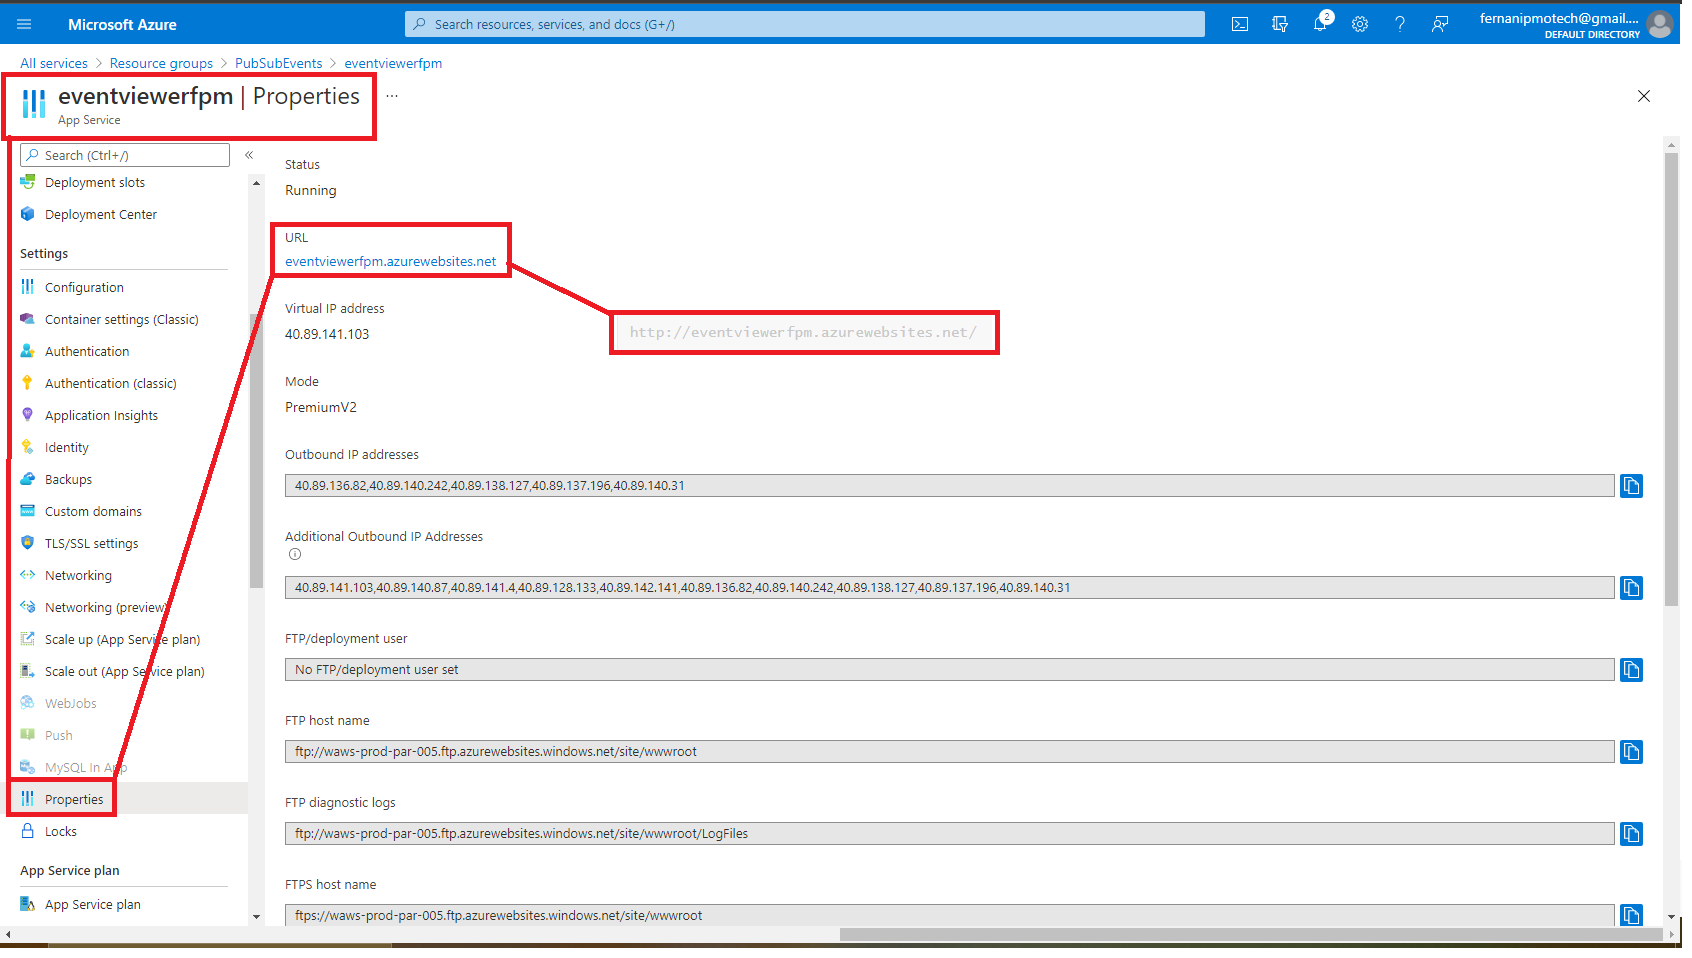 Microsoft Azure
Search resources, services, and docs (G+/)
2
fernanipmotech@gmail....
DEFAULT DIRECTORY
All services > Resource groups > PubSubEvents > eventviewerfpm
eventviewerfpm | Properties ...
App Service
Search (Ctrl+/) «
Deployment slots
Deployment Center
Settings
Configuration
Container settings (Classic)
Authentication
Authentication (classic)
Application Insights
Identity
Backups
Custom domains
TLS/SSL settings
Networking
Networking (preview)
Scale up (App Service plan)
Scale out (App Service plan)
WebJobs
Push
MySQL In App
Properties
Locks
App Service plan
App Service plan
Status
Running
URL
eventviewerfpm.azurewebsites.net
http://eventviewerfpm.azurewebsites.net/
Virtual IP address
40.89.141.103
Mode
PremiumV2
Outbound IP addresses
40.89.136.82,40.89.140.242,40.89.138.127,40.89.137.196,40.89.140.31
Additional Outbound IP Addresses
40.89.141.103,40.89.140.87,40.89.141.4,40.89.128.133,40.89.142.141,40.89.136.82,40.89.140.242,40.89.138.127,40.89.137.196,40.89.140.31
FTP/deployment user
No FTP/deployment user set
FTP host name
ftp://waws-prod-par-005.ftp.azurewebsites.windows.net/site/wwwroot
FTP diagnostic logs
ftp://waws-prod-par-005.ftp.azurewebsites.windows.net/site/wwwroot/LogFiles
FTPS host name
ftps://waws-prod-par-005.ftp.azurewebsites.windows.net/site/wwwroot